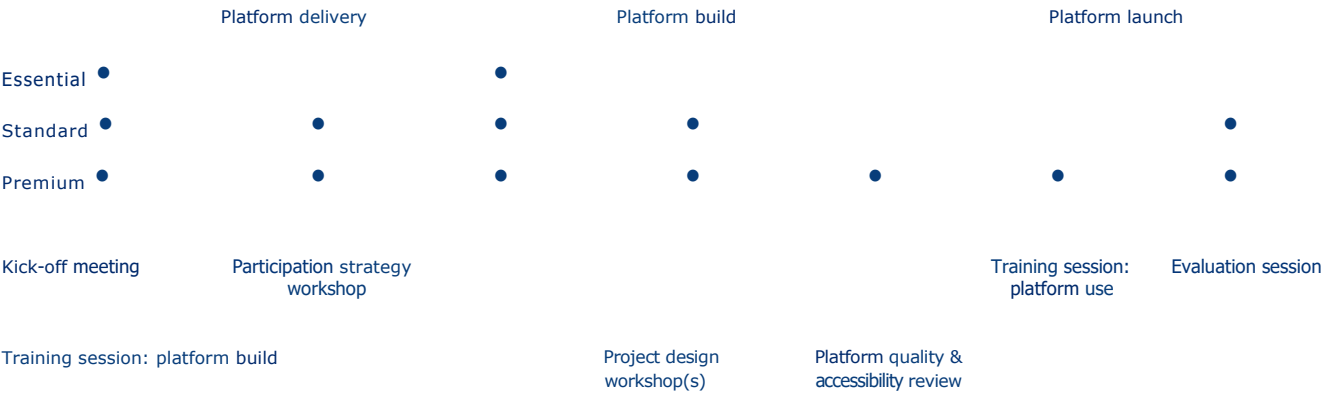 Platform delivery Platform build Platform launch
Essential
Standard
Premium
Kick-off meeting Participation strategy Training session: Evaluation session
workshop platform use
Training session: platform build Project design Platform quality &
workshop(s) accessibility review